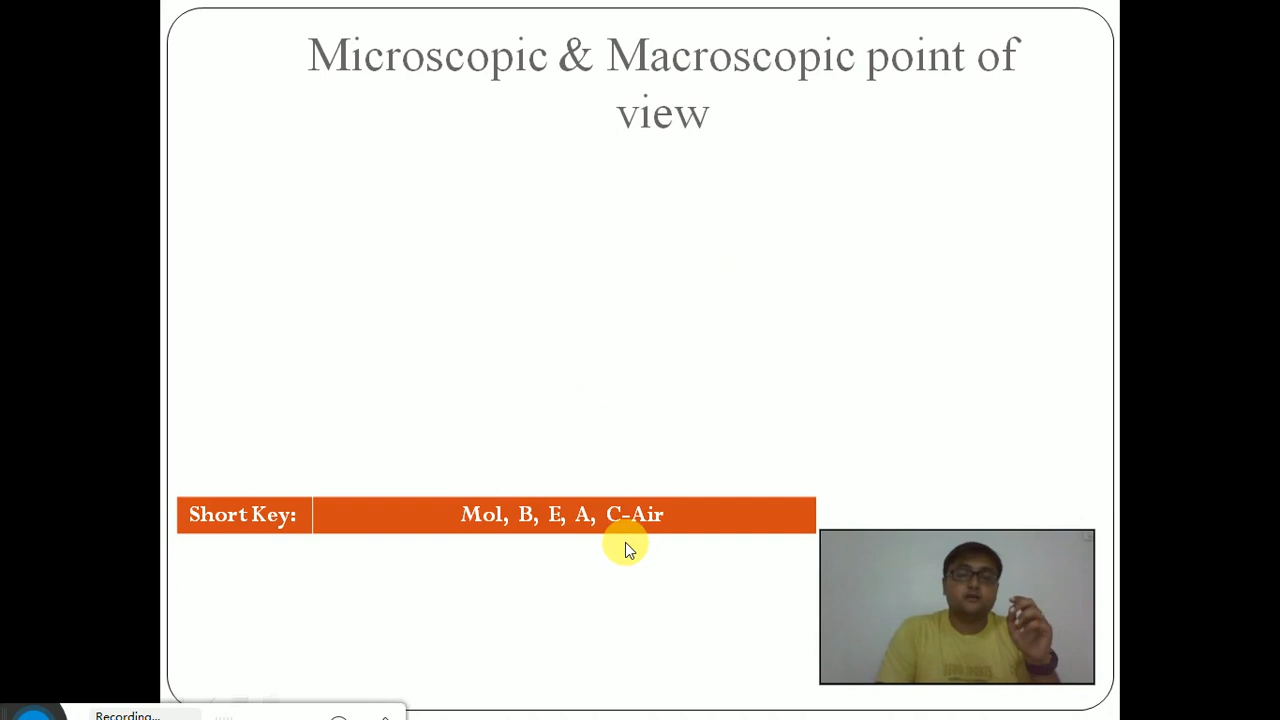 Microscopic & Macroscopic point of
view
Short Key: Mol, B, E, A, C-Air
Recording...